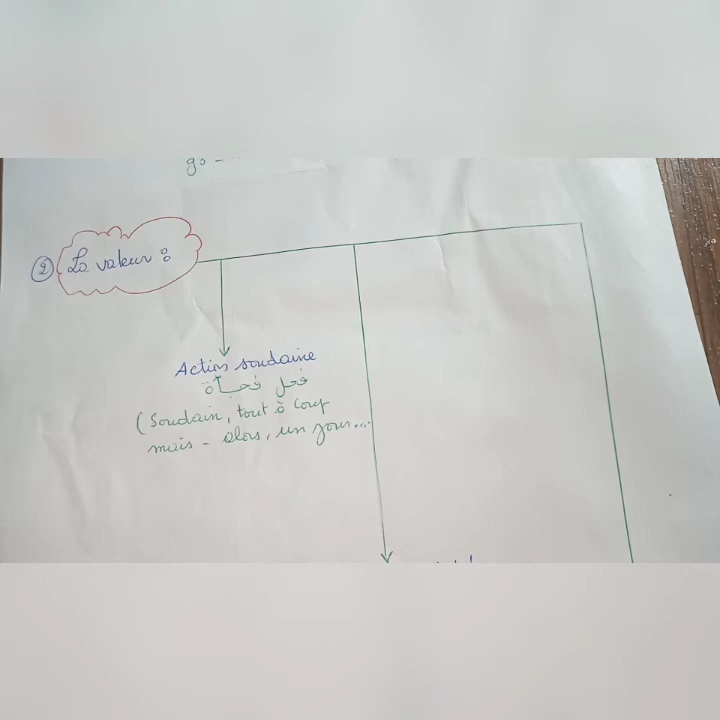 ② La valeur :
Action soudaine
فعل فجأة
(Soudain, tout à coup
mais - alors, un jour...